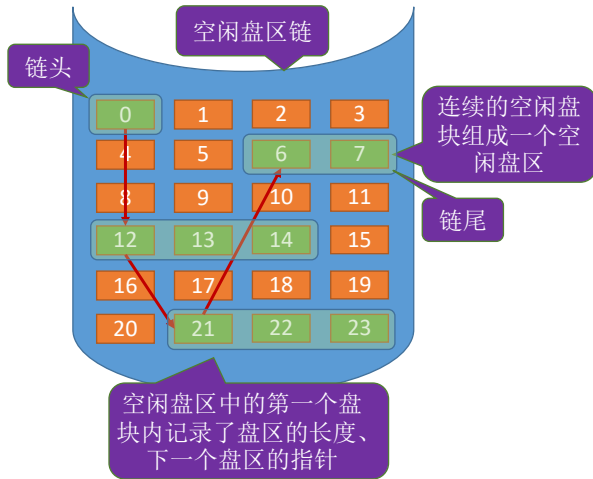 空闲盘区链
链头
0 1 2 3
连续的空闲盘
块组成一个空
闲盘区
4 5 6 7
8 9 10 11
链尾
12 13 14 15
16 17 18 19
20 21 22 23
空闲盘区中的第一个盘
块内记录了盘区的长度、
下一个盘区的指针